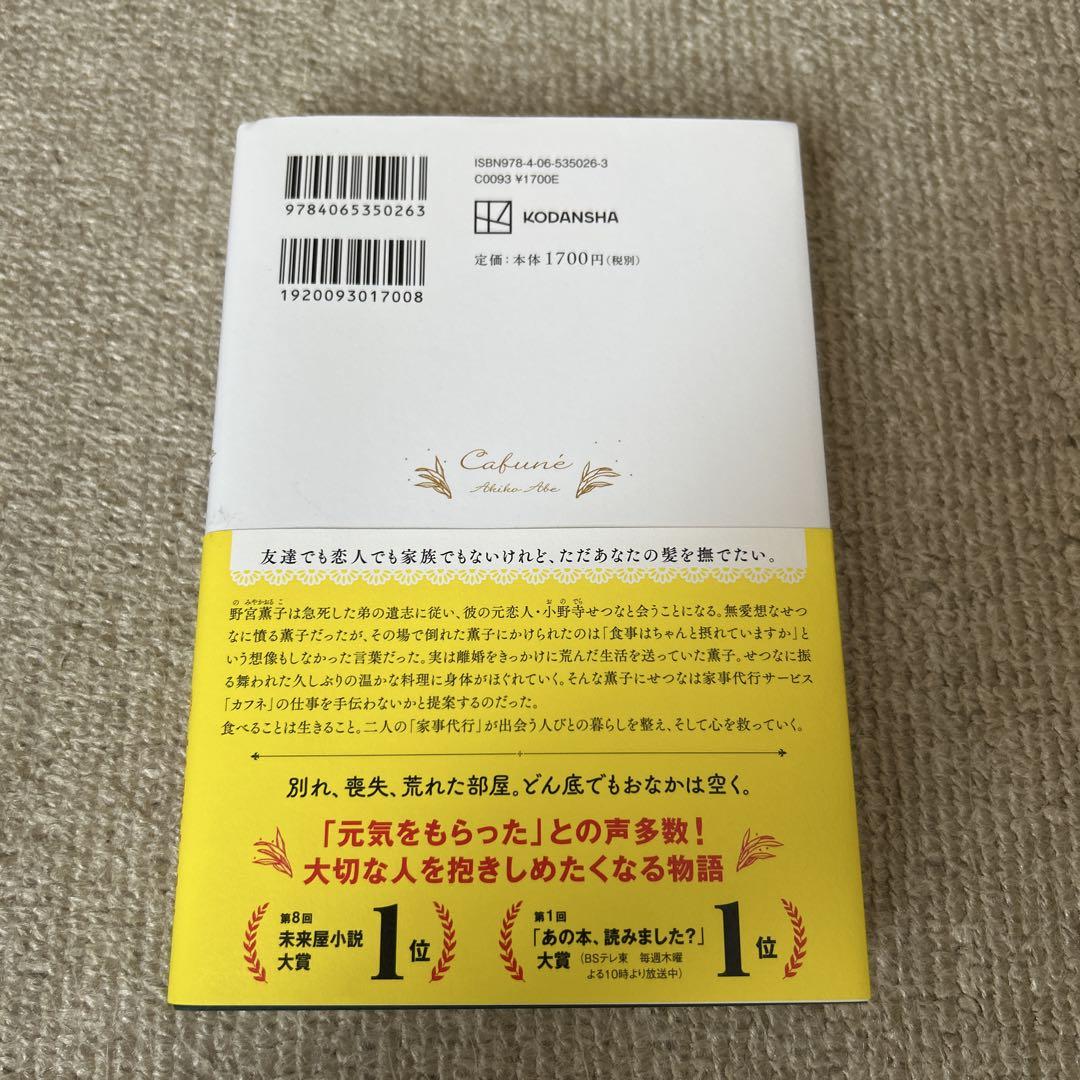 ISBN978-4-06-535026-3
C0093 ¥1700E
9784065350263
KODANSHA
定価：本体1700円（税別）
1920093017008
Cafuné
Akiko Abe
友達でも恋人でも家族でもないけれど、ただあなたの髪を撫でたい。
の みやかおる こ
お の でら
野宮薫子は急死した弟の遺志に従い、彼の元恋人・小野寺せつなと会うことになる。無愛想なせつ
なに憤る薫子だったが、その場で倒れた薫子にかけられたのは「食事はちゃんと摂れていますか」と
いう想像もしなかった言葉だった。実は離婚をきっかけに荒んだ生活を送っていた薫子。せつなに振
る舞われた久しぶりの温かな料理に身体がほぐれていく。そんな薫子にせつなは家事代行サービス
「カフネ」の仕事を手伝わないかと提案するのだった。
食べることは生きること。二人の「家事代行」が出会う人びとの暮らしを整え、そして心を救っていく。
別れ、喪失、荒れた部屋。どん底でもおなかは空く。
「元気をもらった」との声多数！
大切な人を抱きしめたくなる物語
第8回
未来屋小説
大賞
1位
第1回
「あの本、読みました？」
大賞（BSテレ東 毎週木曜
よる10時より放送中）
1位